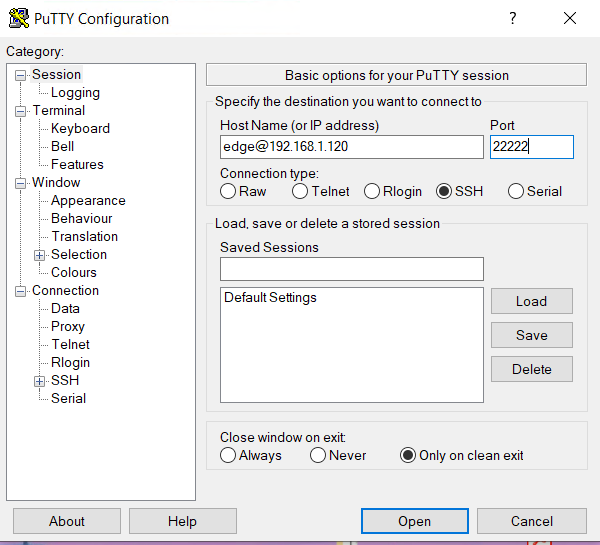 PuTTY Configuration
?
Category:
Session
Logging
Terminal
Keyboard
Bell
Features
Window
Appearance
Behaviour
Translation
Selection
Colours
Connection
Data
Proxy
Telnet
Rlogin
SSH
Serial
Basic options for your PuTTY session
Specify the destination you want to connect to
Host Name (or IP address) Port
edge@192.168.1.120 22222
Connection type:
Raw Telnet Rlogin SSH Serial
Load, save or delete a stored session
Saved Sessions
Default Settings
Load
Save
Delete
Close window on exit:
Always Never Only on clean exit
About Help Open Cancel